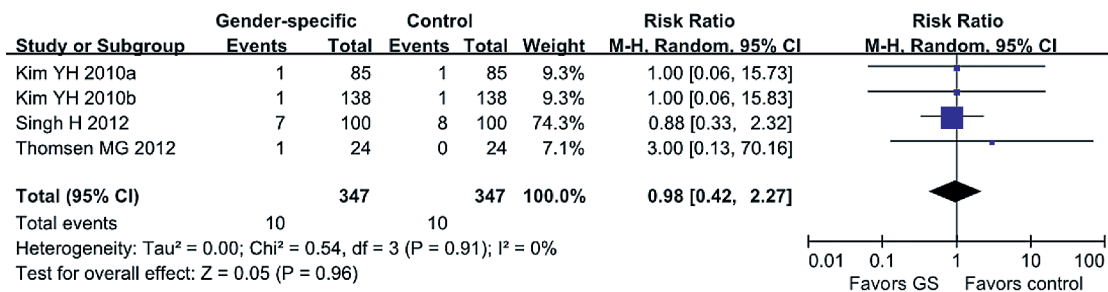 Gender-specific Control Risk Ratio Risk Ratio
Study or Subgroup Events Total Events Total Weight M-H, Random, 95% CI M-H, Random, 95% CI
Kim YH 2010a 1 85 1 85 9.3% 1.00 [0.06, 15.73]
Kim YH 2010b 1 138 1 138 9.3% 1.00 [0.06, 15.83]
Singh H 2012 7 100 8 100 74.3% 0.88 [0.33, 2.32]
Thomsen MG 2012 1 24 0 24 7.1% 3.00 [0.13, 70.16]
Total (95% CI) 347 347 100.0% 0.98 [0.42, 2.27]
Total events 10 10
Heterogeneity: Tau² = 0.00; Chi² = 0.54, df = 3 (P = 0.91); I² = 0%
Test for overall effect: Z = 0.05 (P = 0.96)
0.01 0.1 1 10 100
Favors GS Favors control